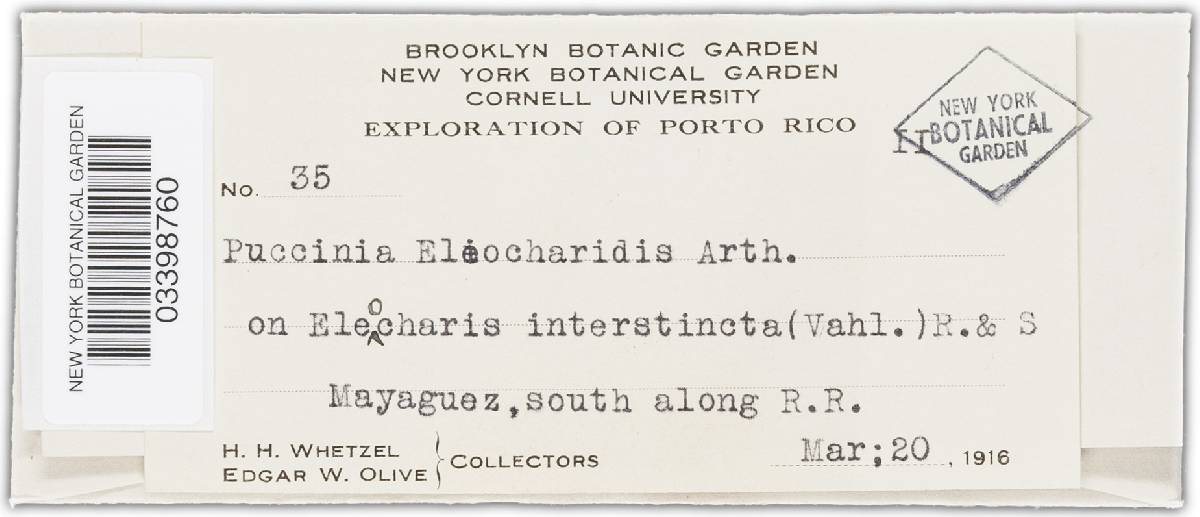 BROOKLYN BOTANIC GARDEN
NEW YORK BOTANICAL GARDEN
CORNELL UNIVERSITY
EXPLORATION OF PORTO RICO
NEW YORK
BOTANICAL
GARDEN
II
NEW YORK BOTANICAL GARDEN
03398760
No. 35
Puccinia Eleocharidis Arth.
on Eleocharis interstincta(Vahl.)R.& S
Mayaguez,south along R.R.
H. H. WHETZEL
EDGAR W. OLIVE
COLLECTORS
Mar;20, 1916